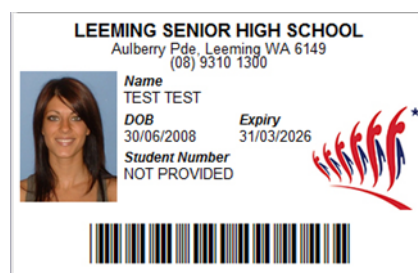 LEEMING SENIOR HIGH SCHOOL
Aulberry Pde, Leeming WA 6149
(08) 9310 1300
Name
TEST TEST
DOB Expiry
30/06/2008 31/03/2026
Student Number
NOT PROVIDED